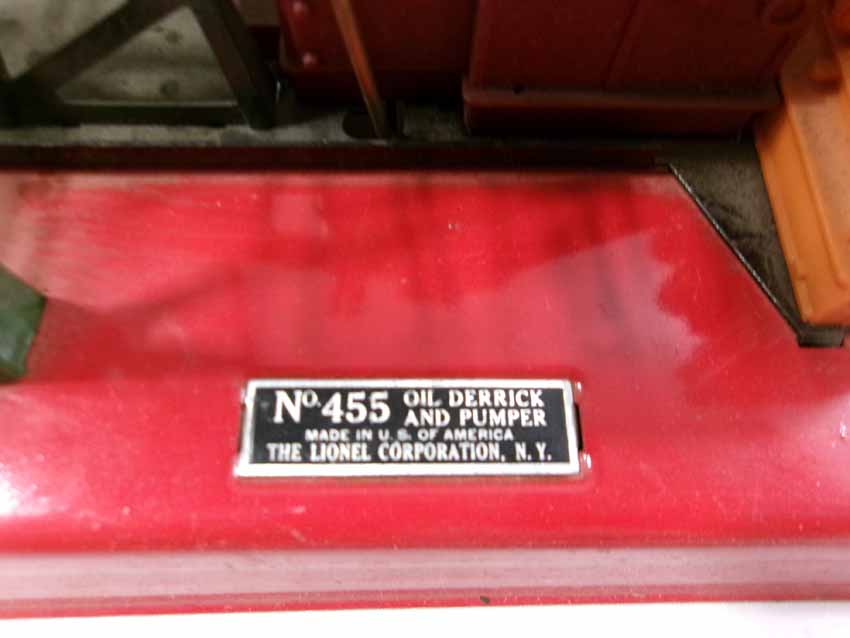 No. 455 OIL DERRICK
AND PUMPER
MADE IN U. S. OF AMERICA
THE LIONEL CORPORATION, N. Y.